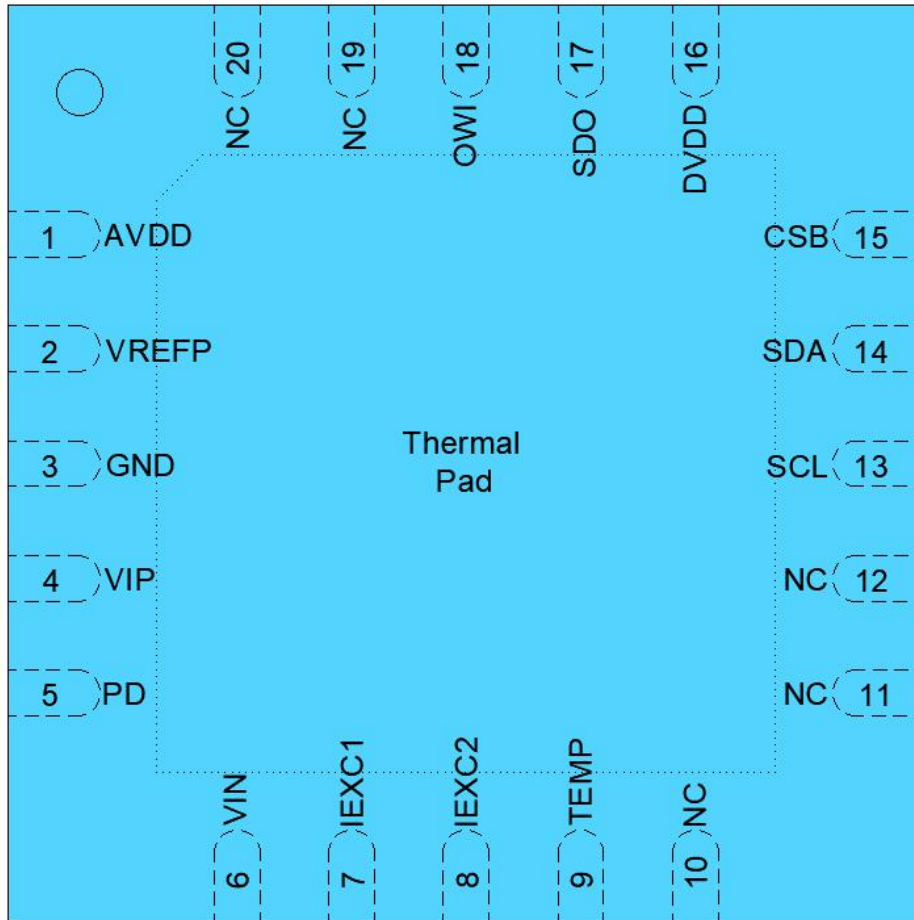 20 19 18 17 16
NC NC OWI SDO DVDD
1 AVDD
CSB 15
2 VREFP
SDA 14
Thermal
Pad
3 GND
SCL 13
4 VIP
NC 12
5 PD
NC 11
VIN IEXC1 IEXC2 TEMP NC
6 7 8 9 10